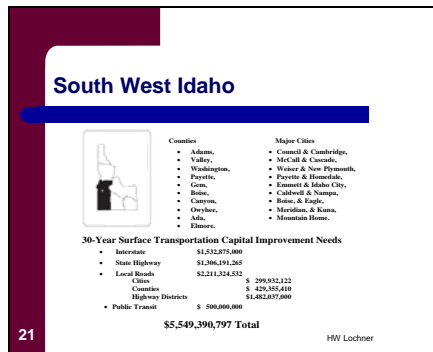 South West Idaho
Counties
• Adams,
• Valley,
• Washington,
• Payette,
• Gem,
• Boise,
• Canyon,
• Owyhee,
• Ada,
• Elmore.
Major Cities
• Council & Cambridge,
• McCall & Cascade,
• Weiser & New Plymouth,
• Payette & Homedale,
• Emmett & Idaho City,
• Caldwell & Nampa,
• Boise, & Eagle,
• Meridian, & Kuna,
• Mountain Home.
30-Year Surface Transportation Capital Improvement Needs
• Interstate $1,532,875,000
• State Highway $1,306,191,265
• Local Roads $2,211,324,532
Cities $ 299,932,122
Counties $ 429,355,410
Highway Districts $1,482,037,000
• Public Transit $ 500,000,000
$5,549,390,797 Total
21
HW Lochner